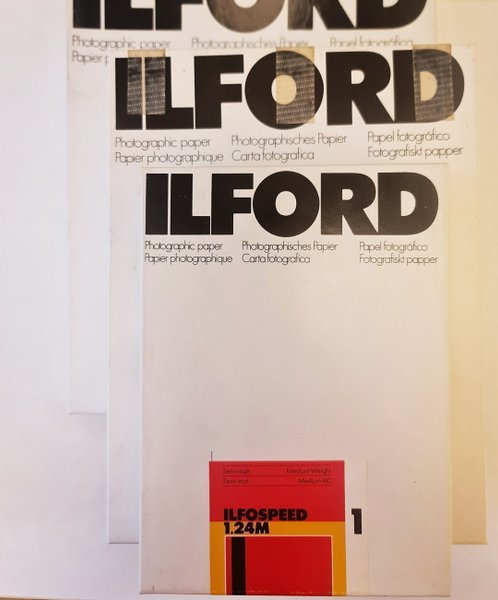 ILFORD
Photographic paper Photographisches Papier Papel fotográfico
Papier
ILFORD
Photographic paper Photographisches Papier Papel fotográfico
Papier photographique Carta fotografica Fotografiskt papper
ILFORD
Photographic paper Photographisches Papier Papel fotográfico
Papier photographique Carta fotografica Fotografiskt papper
Semi-matt Medium Weight
Semi-mat Medium 180
ILFOSPEED 1
1.24M